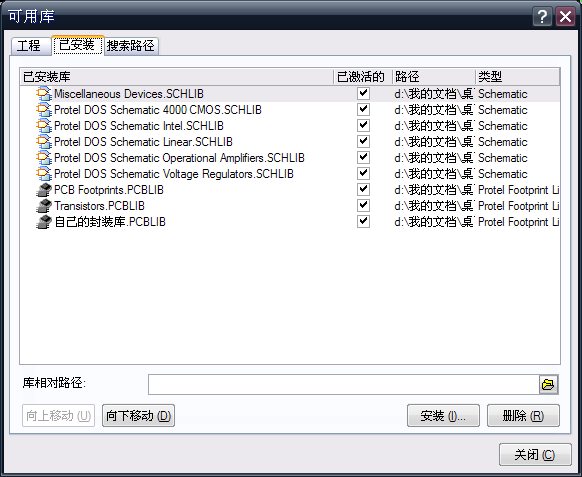 可用库
工程 已安装 搜索路径
已安装库 已激活的 路径 类型
Miscellaneous Devices.SCHLIB d:\我的文档\桌 Schematic
Protel DOS Schematic 4000 CMOS.SCHLIB d:\我的文档\桌 Schematic
Protel DOS Schematic Intel.SCHLIB d:\我的文档\桌 Schematic
Protel DOS Schematic Linear.SCHLIB d:\我的文档\桌 Schematic
Protel DOS Schematic Operational Amplifiers.SCHLIB d:\我的文档\桌 Schematic
Protel DOS Schematic Voltage Regulators.SCHLIB d:\我的文档\桌 Schematic
PCB Footprints.PCBLIB d:\我的文档\桌 Protel Footprint Li
Transistors.PCBLIB d:\我的文档\桌 Protel Footprint Li
自己的封装库.PCBLIB d:\我的文档\桌 Protel Footprint Li
库相对路径:
向上移动 (U) 向下移动 (D) 安装 (I)... 删除 (R)
关闭 (C)